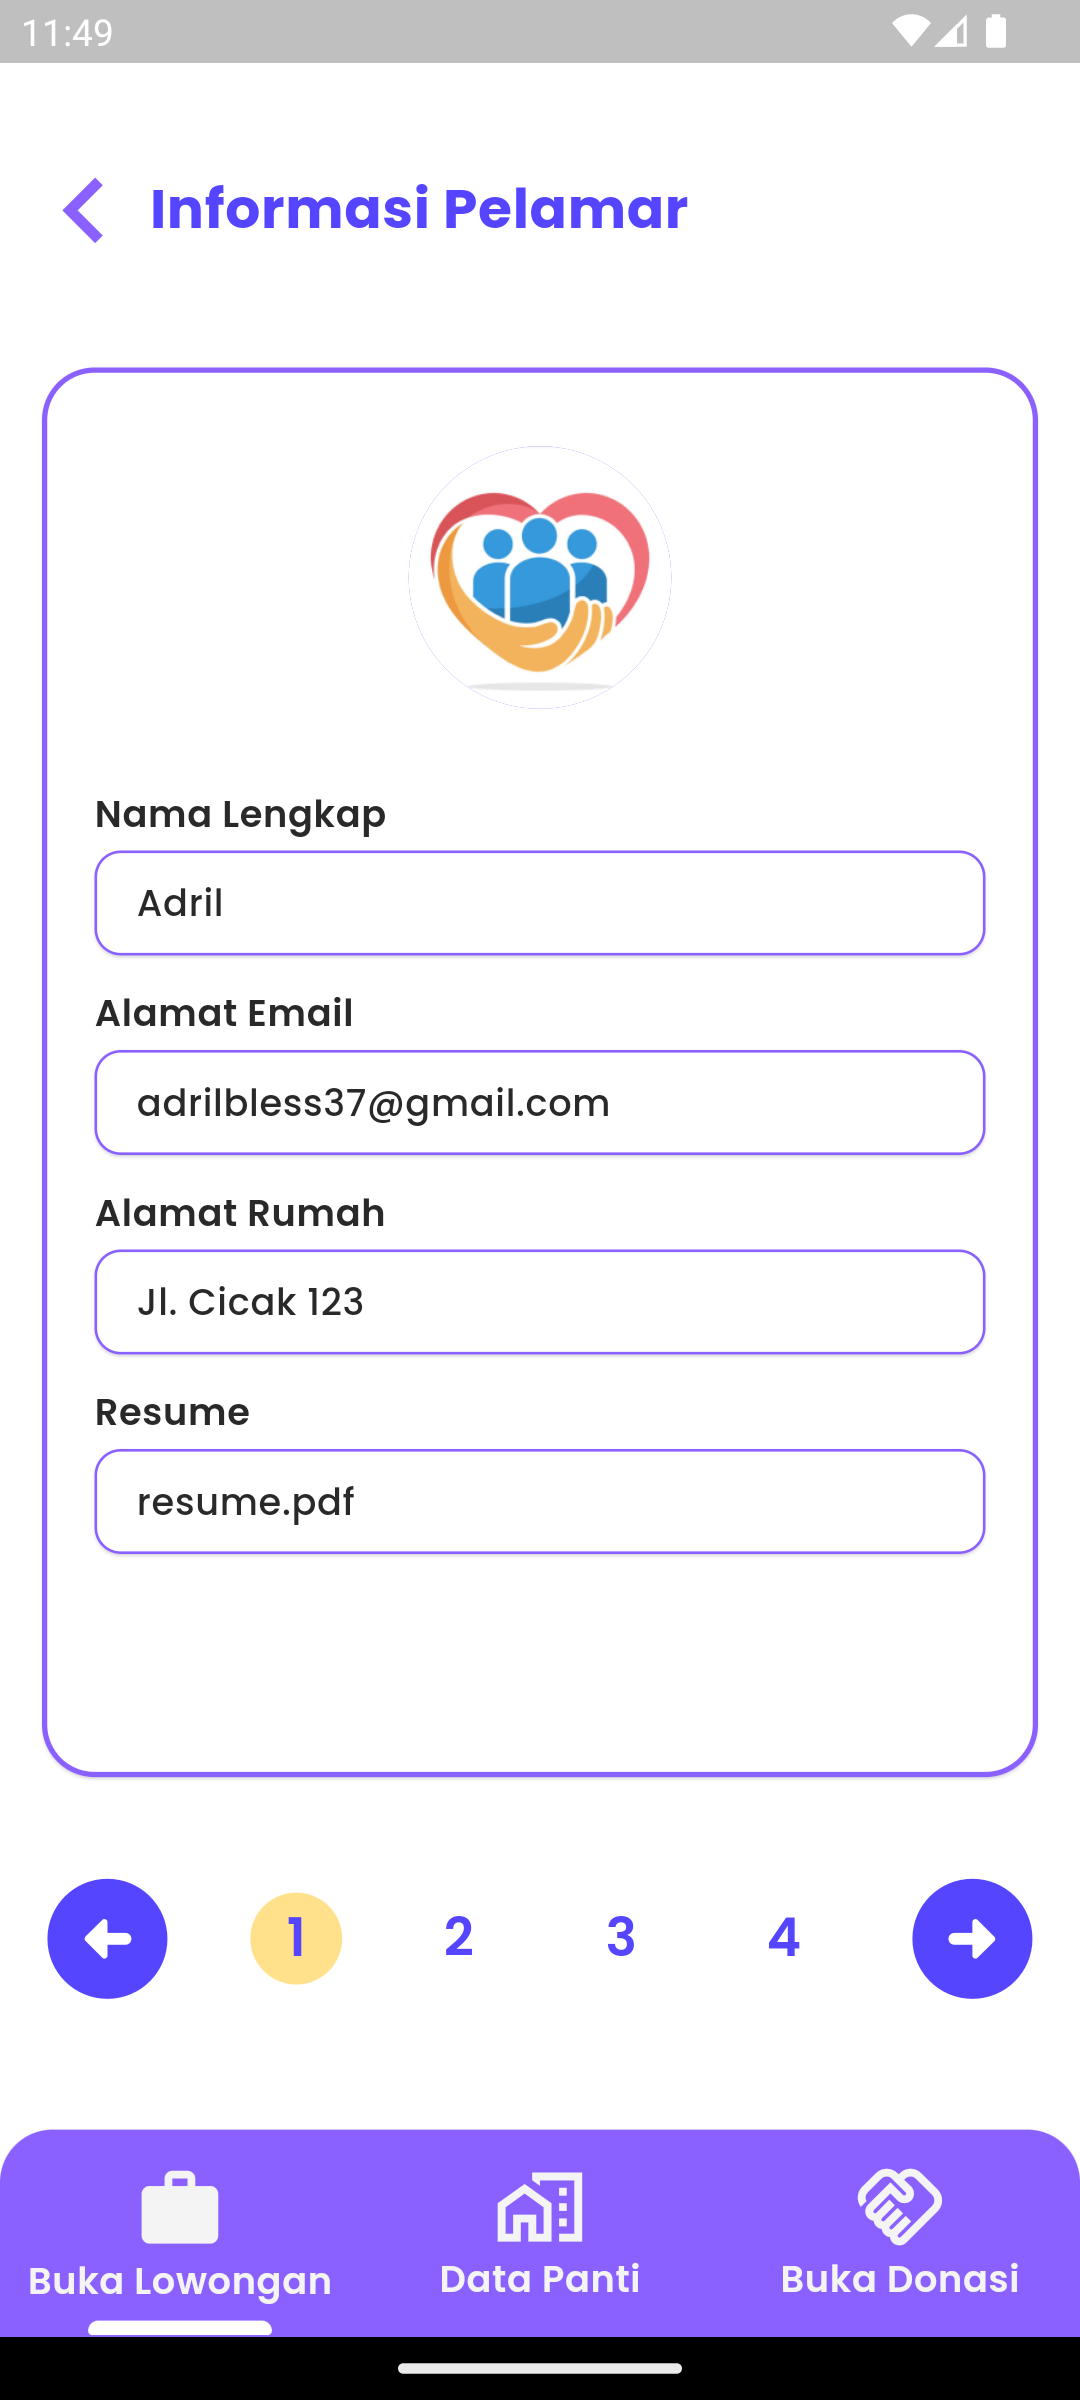 11:49
Informasi Pelamar
Nama Lengkap
Adril
Alamat Email
adrilbless37@gmail.com
Alamat Rumah
Jl. Cicak 123
Resume
resume.pdf
1 2 3 4
Buka Lowongan Data Panti Buka Donasi